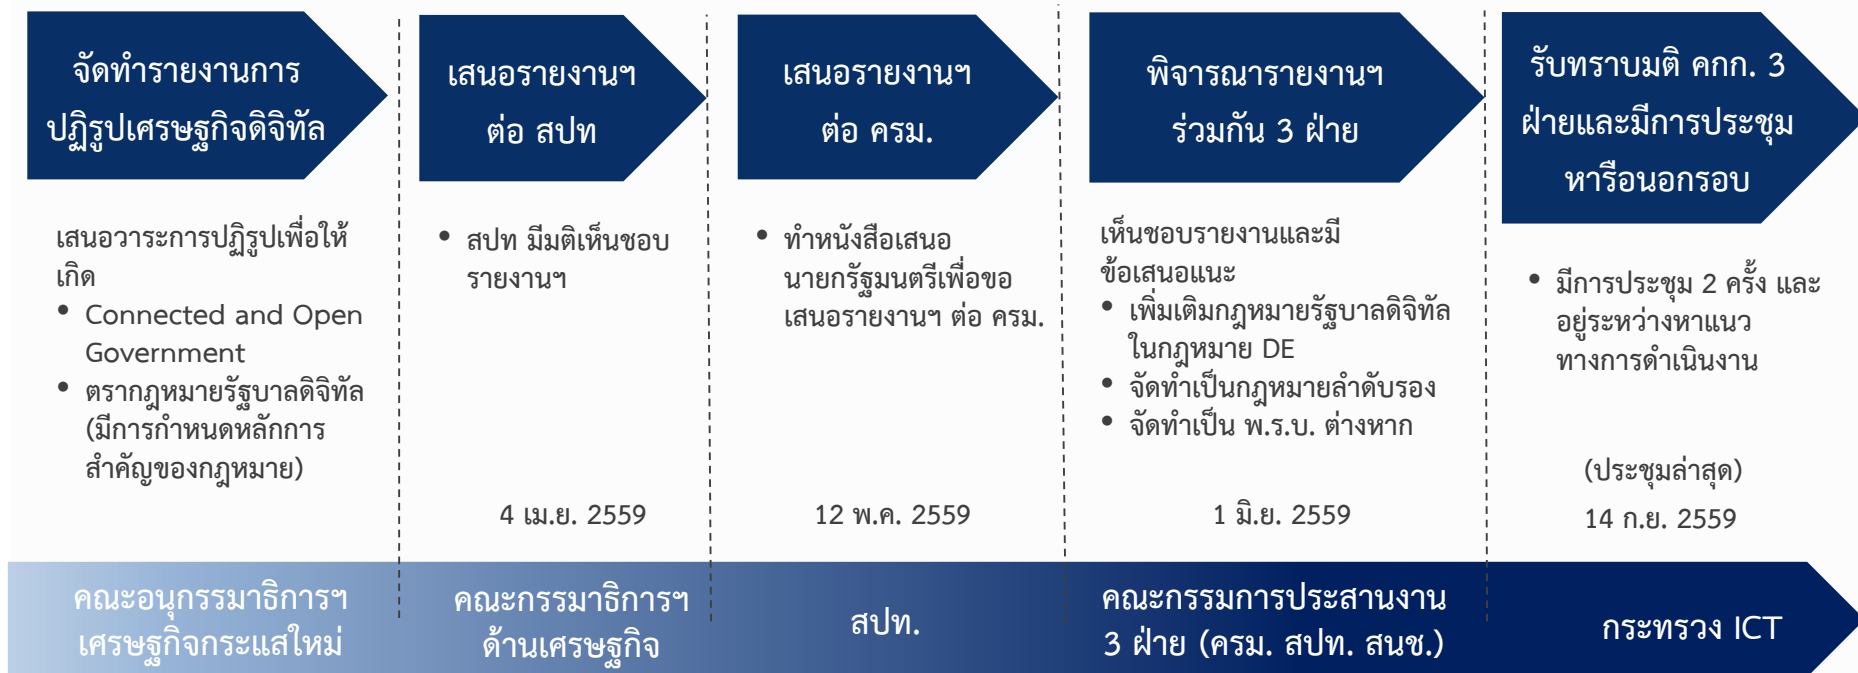 จัดทำรายงานการ
ปฏิรูปเศรษฐกิจดิจิทัล
เสนอรายงานฯ
ต่อ สปท
เสนอรายงานฯ
ต่อ ครม.
พิจารณารายงานฯ
ร่วมกัน 3 ฝ่าย
รับทราบมติ คกก. 3
ฝ่ายและมีการประชุม
หารือนอกรอบ
เสนอวาระการปฏิรูปเพื่อให้
เกิด
• Connected and Open
Government
• ตรากฎหมายรัฐบาลดิจิทัล
(มีการกำหนดหลักการ
สำคัญของกฎหมาย)
• สปท มีมติเห็นชอบ
รายงานฯ
4 เม.ย. 2559
• ทำหนังสือเสนอ
นายกรัฐมนตรีเพื่อขอ
เสนอรายงานฯ ต่อ ครม.
12 พ.ค. 2559
เห็นชอบรายงานและมี
ข้อเสนอแนะ
• เพิ่มเติมกฎหมายรัฐบาลดิจิทัล
ในกฎหมาย DE
• จัดทำเป็นกฎหมายลำดับรอง
• จัดทำเป็น พ.ร.บ. ต่างหาก
1 มิ.ย. 2559
• มีการประชุม 2 ครั้ง และ
อยู่ระหว่างหาแนว
ทางการดำเนินงาน
(ประชุมล่าสุด)
14 ก.ย. 2559
คณะอนุกรรมาธิการฯ
เศรษฐกิจกระแสใหม่
คณะกรรมาธิการฯ
ด้านเศรษฐกิจ
สปท.
คณะกรรมการประสานงาน
3 ฝ่าย (ครม. สปท. สนช.)
กระทรวง ICT